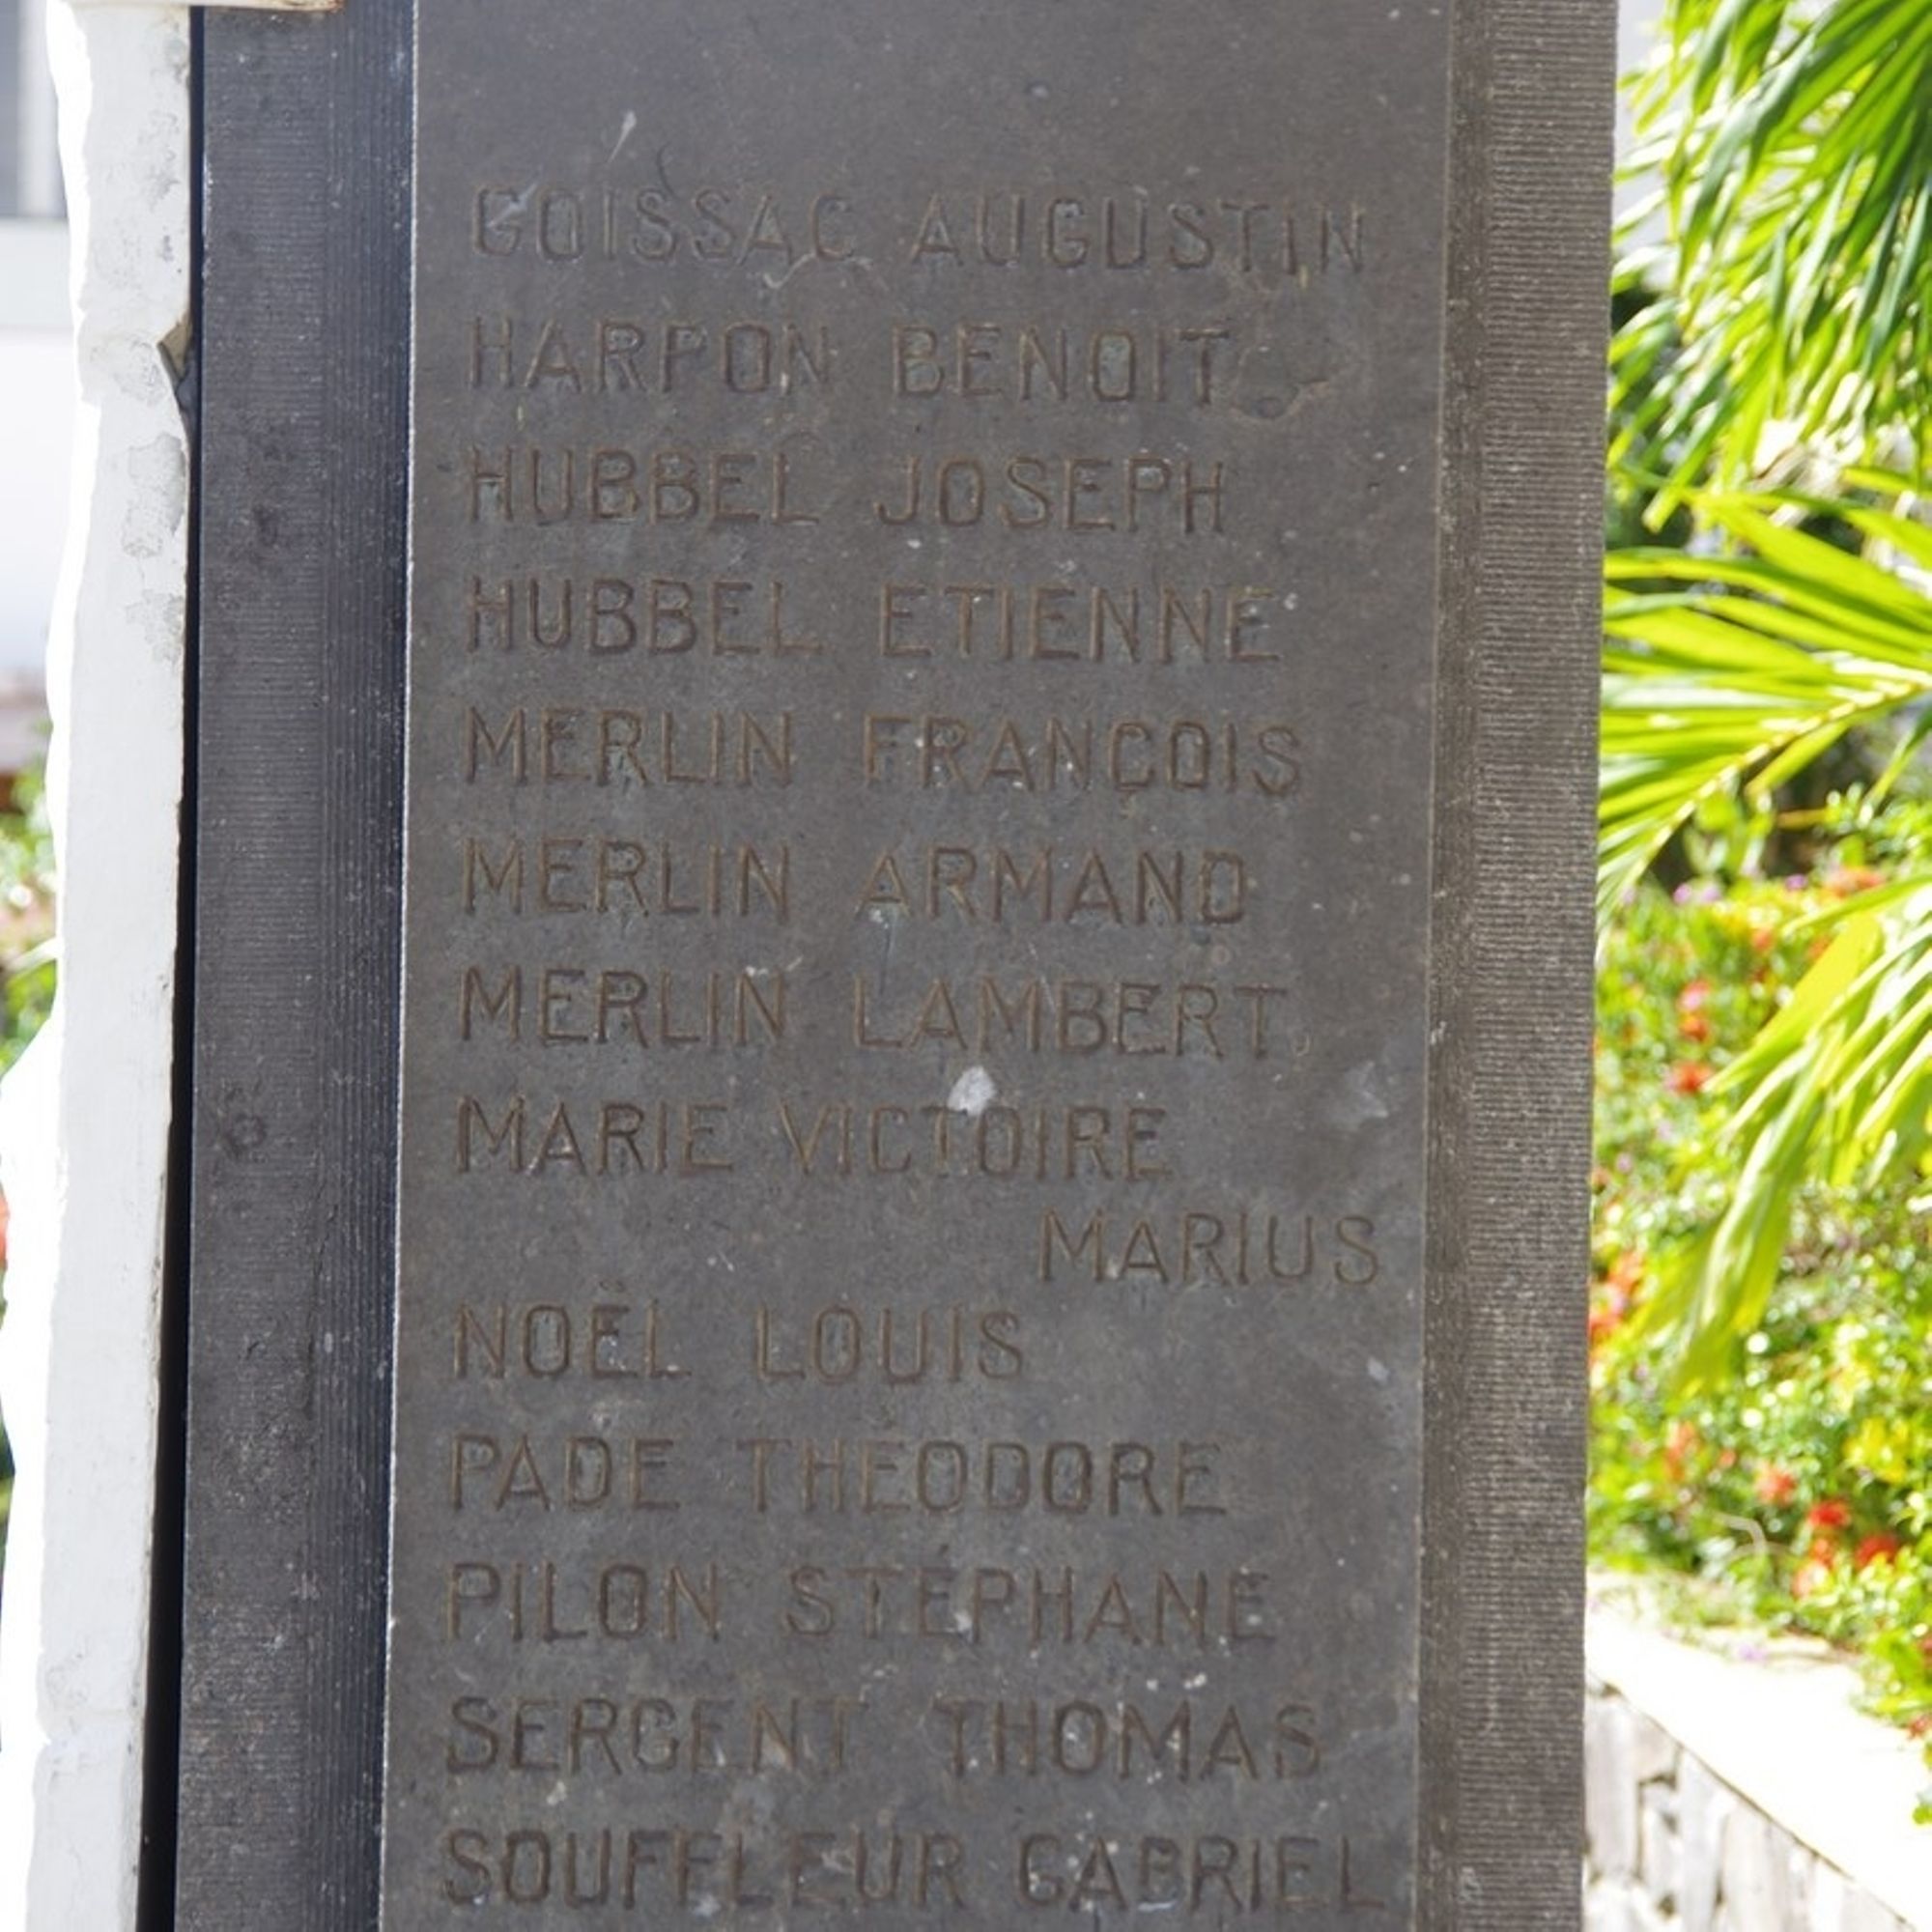 GOISSAC AUGUSTIN
HARPON BENOIT
HUBBEL JOSEPH
HUBBEL ETIENNE
MERLIN FRANCOIS
MERLIN ARMAND
MERLIN LAMBERT
MARIE VICTOIRE
MARIUS
NOËL LOUIS
PADE THEODORE
PILON STEPHANE
SERGENT THOMAS
SOUFFLEUR GABRIEL